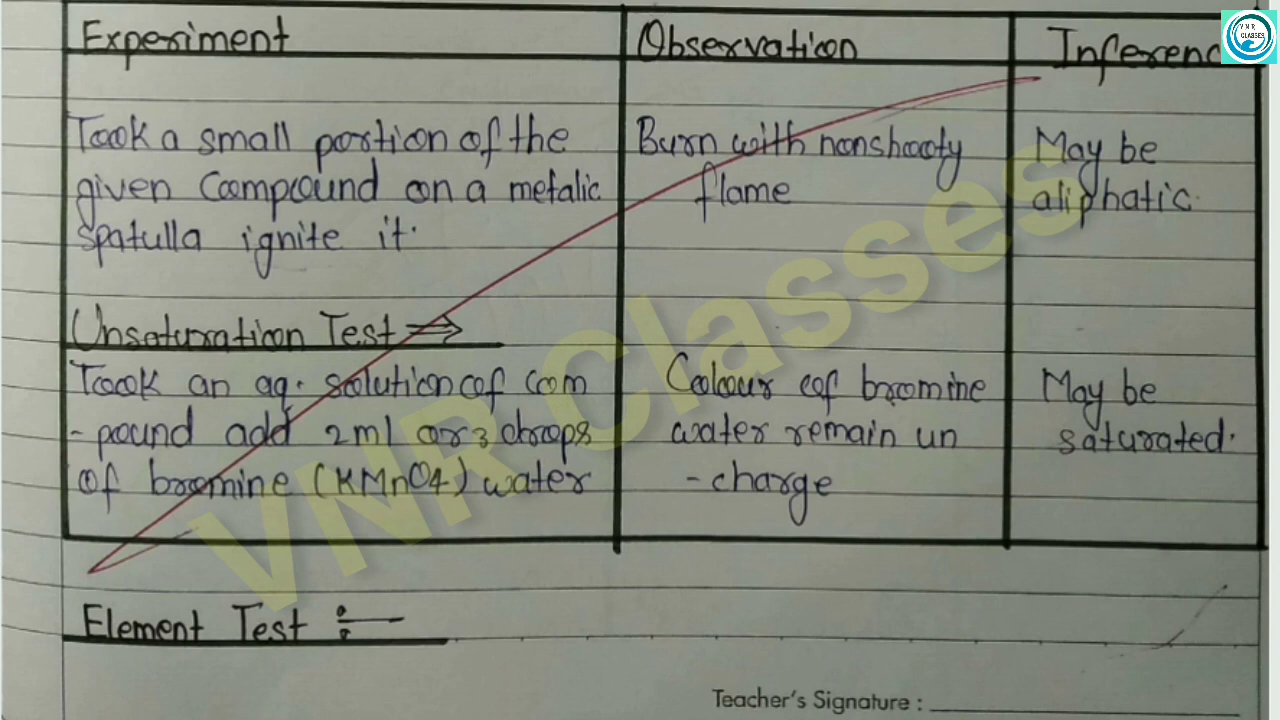 Experiment
Observation
Inferenc
VNR
CLASSES
Took a small portion of the
given Compound on a metalic
spatulla ignite it.
Burn with nonshooty
flame
May be
aliphatic.
Unsaturation Test ⇒
Took an aq. solution of com
-pound add 2ml or 3 drops
of bromine (KMnO4) water
Colour of bromine
water remain un
-charge
May be
saturated.
VNR Classes
Element Test :-
Teacher's Signature :